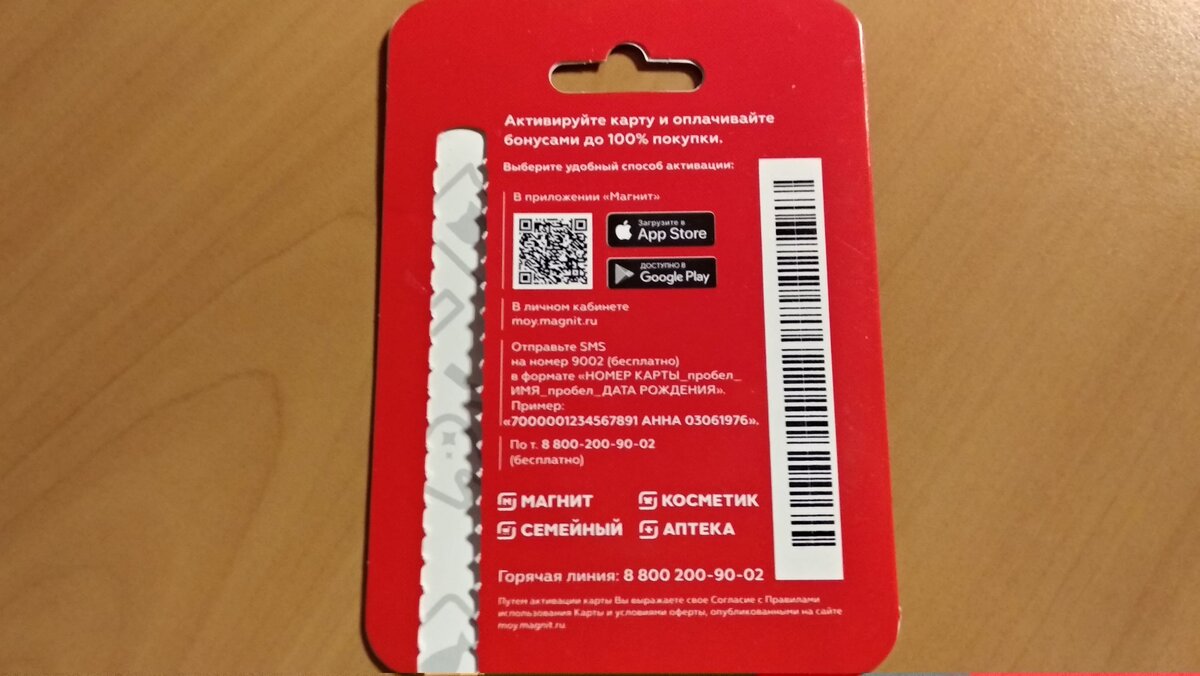 Активируйте карту и оплачивайте
бонусами до 100% покупки.
Выберите удобный способ активации:
В приложении «Магнит»
Загрузите в
App Store
ДОСТУПНО В
Google Play
В личном кабинете
moy.magnit.ru
Отправьте SMS
на номер 9002 (бесплатно)
в формате «НОМЕР КАРТЫ_пробел_
ИМЯ_пробел_ДАТА РОЖДЕНИЯ».
Пример:
«7000001234567891 АННА 03061976».
По т. 8 800-200-90-02
(бесплатно)
МАГНИТ
КОСМЕТИК
СЕМЕЙНЫЙ
АПТЕКА
Горячая линия: 8 800 200-90-02
Путем активации карты Вы выражаете свое Согласие с Правилами
использования Карты и условиями оферты, опубликованными на сайте
moy.magnit.ru